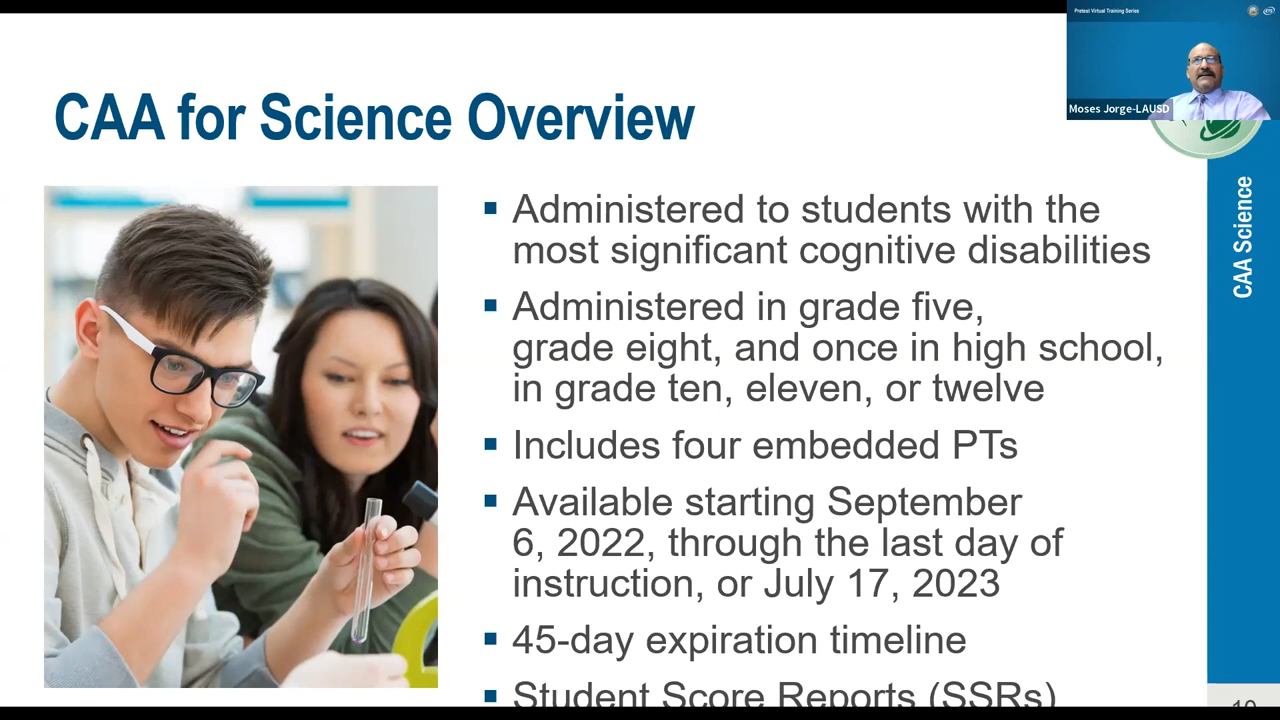 Pretest Virtual Training Series
Moses Jorge-LAUSD
CAA for Science Overview
Administered to students with the
most significant cognitive disabilities
Administered in grade five,
grade eight, and once in high school,
in grade ten, eleven, or twelve
Includes four embedded PTs
Available starting September
6, 2022, through the last day of
instruction, or July 17, 2023
45-day expiration timeline
Student Score Reports (SSRs)
CAA Science